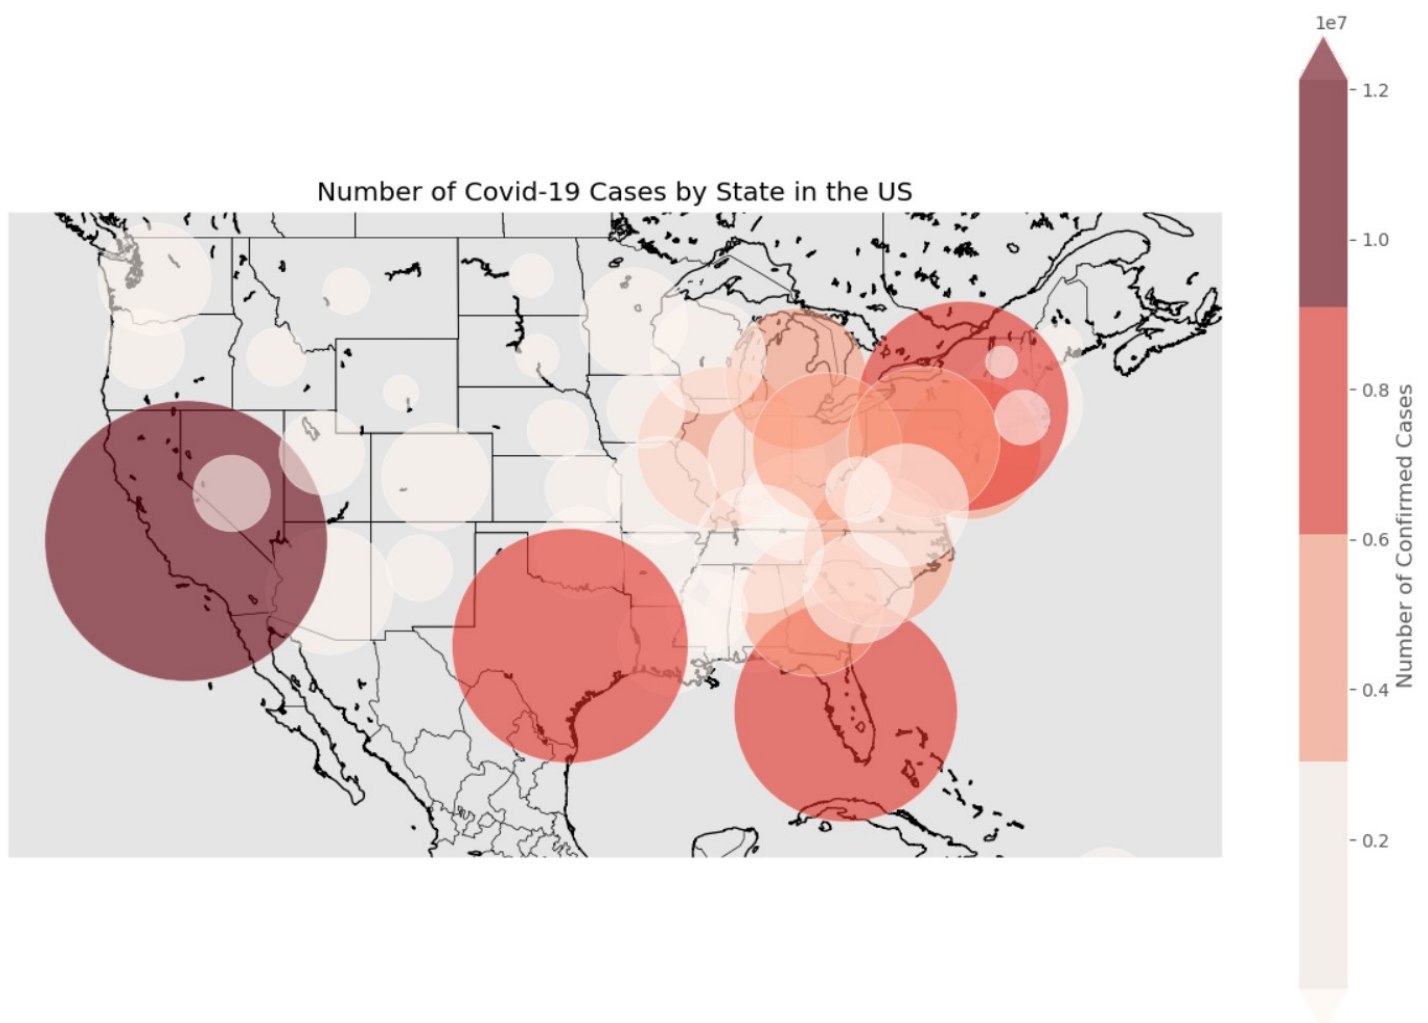 1e7
Number of Covid-19 Cases by State in the US
1.2
1.0
0.8
0.6
0.4
0.2
Number of Confirmed Cases